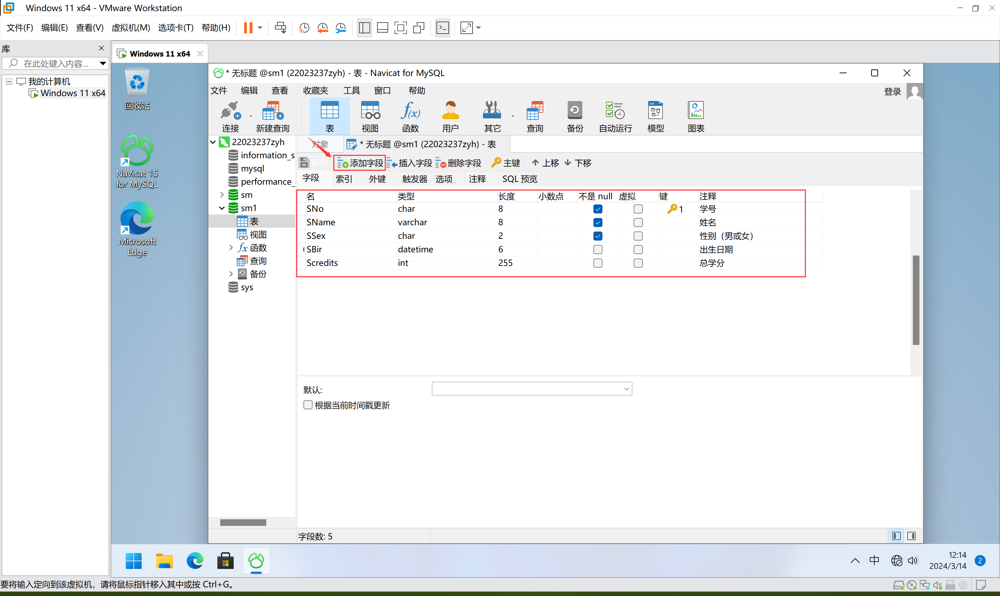 Windows 11 x64 - VMware Workstation
文件(F) 编辑(E) 查看(V) 虚拟机(M) 选项卡(T) 帮助(H)
库
在此处键入内容...
我的计算机
Windows 11 x64
Windows 11 x64
回收站
Navicat 15
for MySQL
Microsoft
Edge
* 无标题 @sm1 (22023237zyh) - 表 - Navicat for MySQL
文件 编辑 查看 收藏夹 工具 窗口 帮助
登录
连接 新建查询 表 视图 函数 用户 其它 查询 备份 自动运行 模型 图表
22023237zyh
information_s
mysql
performance_
sm
sm1
表
视图
函数
查询
备份
sys
对象
* 无标题 @sm1 (22023237zyh) - 表
保存 添加字段 插入字段 删除字段 主键 上移 下移
字段 索引 外键 触发器 选项 注释 SQL 预览
名 类型 长度 小数点 不是 null 虚拟 键 注释
SNo char 8 1 学号
SName varchar 8 姓名
SSex char 2 性别（男或女）
SBir datetime 6 出生日期
Scredits int 255 总学分
默认:
根据当前时间戳更新
字段数: 5
中
12:14
2024/3/14
2
要将输入定向到该虚拟机，请将鼠标指针移入其中或按 Ctrl+G。